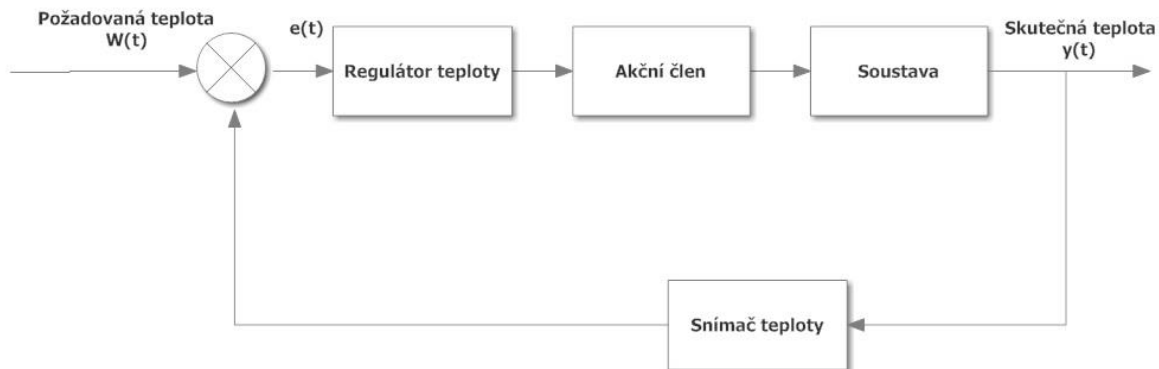 Požadovaná teplota
W(t)
e(t)
Regulátor teploty
Akční člen
Soustava
Skutečná teplota
y(t)
Snímač teploty